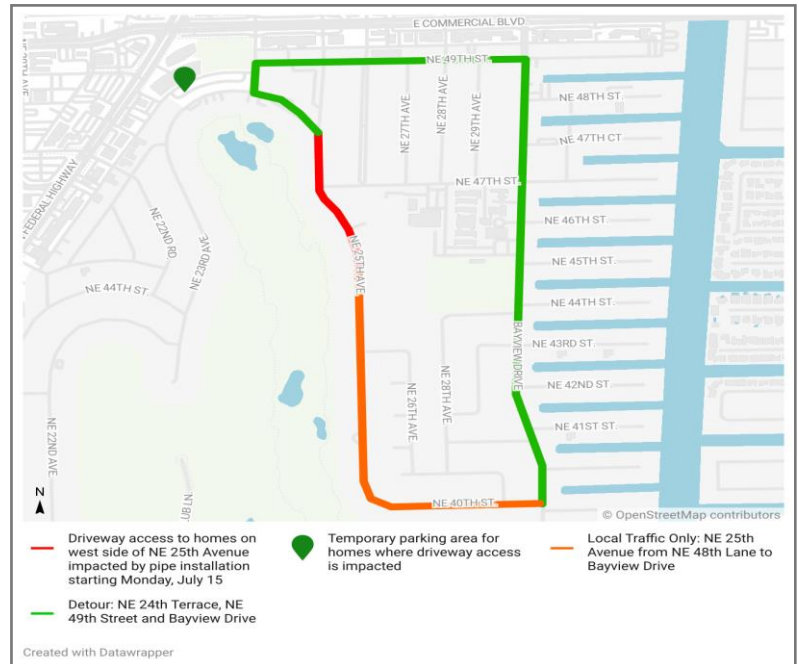 E COMMERCIAL BLVD
NE 49TH ST.
NE 48TH ST.
NE 27TH AVE.
NE 28TH AVE.
NE 29TH AVE.
NE 47TH CT
NE 47TH ST.
FEDERAL HIGHWAY
NE 22ND RD
NE 23RD AVE.
NE 46TH ST.
NE 25TH AVE.
NE 45TH ST.
NE 44TH ST.
NE 44TH ST.
BAYVIEW DRIVE
NE 43RD ST.
NE 42ND ST.
NE 26TH AVE.
NE 28TH AVE.
NE 41ST ST.
NE 22ND AVE.
UB LN.
NE 40TH ST.
N
© OpenStreetMap contributors
Driveway access to homes on
west side of NE 25th Avenue
impacted by pipe installation
starting Monday, July 15
Temporary parking area for
homes where driveway access
is impacted
Local Traffic Only: NE 25th
Avenue from NE 48th Lane to
Bayview Drive
Detour: NE 24th Terrace, NE
49th Street and Bayview Drive
Created with Datawrapper